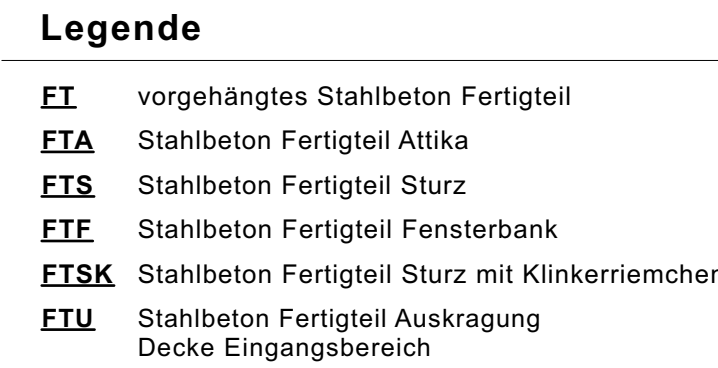 Legende
FT vorgehängtes Stahlbeton Fertigteil
FTA Stahlbeton Fertigteil Attika
FTS Stahlbeton Fertigteil Sturz
FTF Stahlbeton Fertigteil Fensterbank
FTSK Stahlbeton Fertigteil Sturz mit Klinkerriemchen
FTU Stahlbeton Fertigteil Auskragung
Decke Eingangsbereich